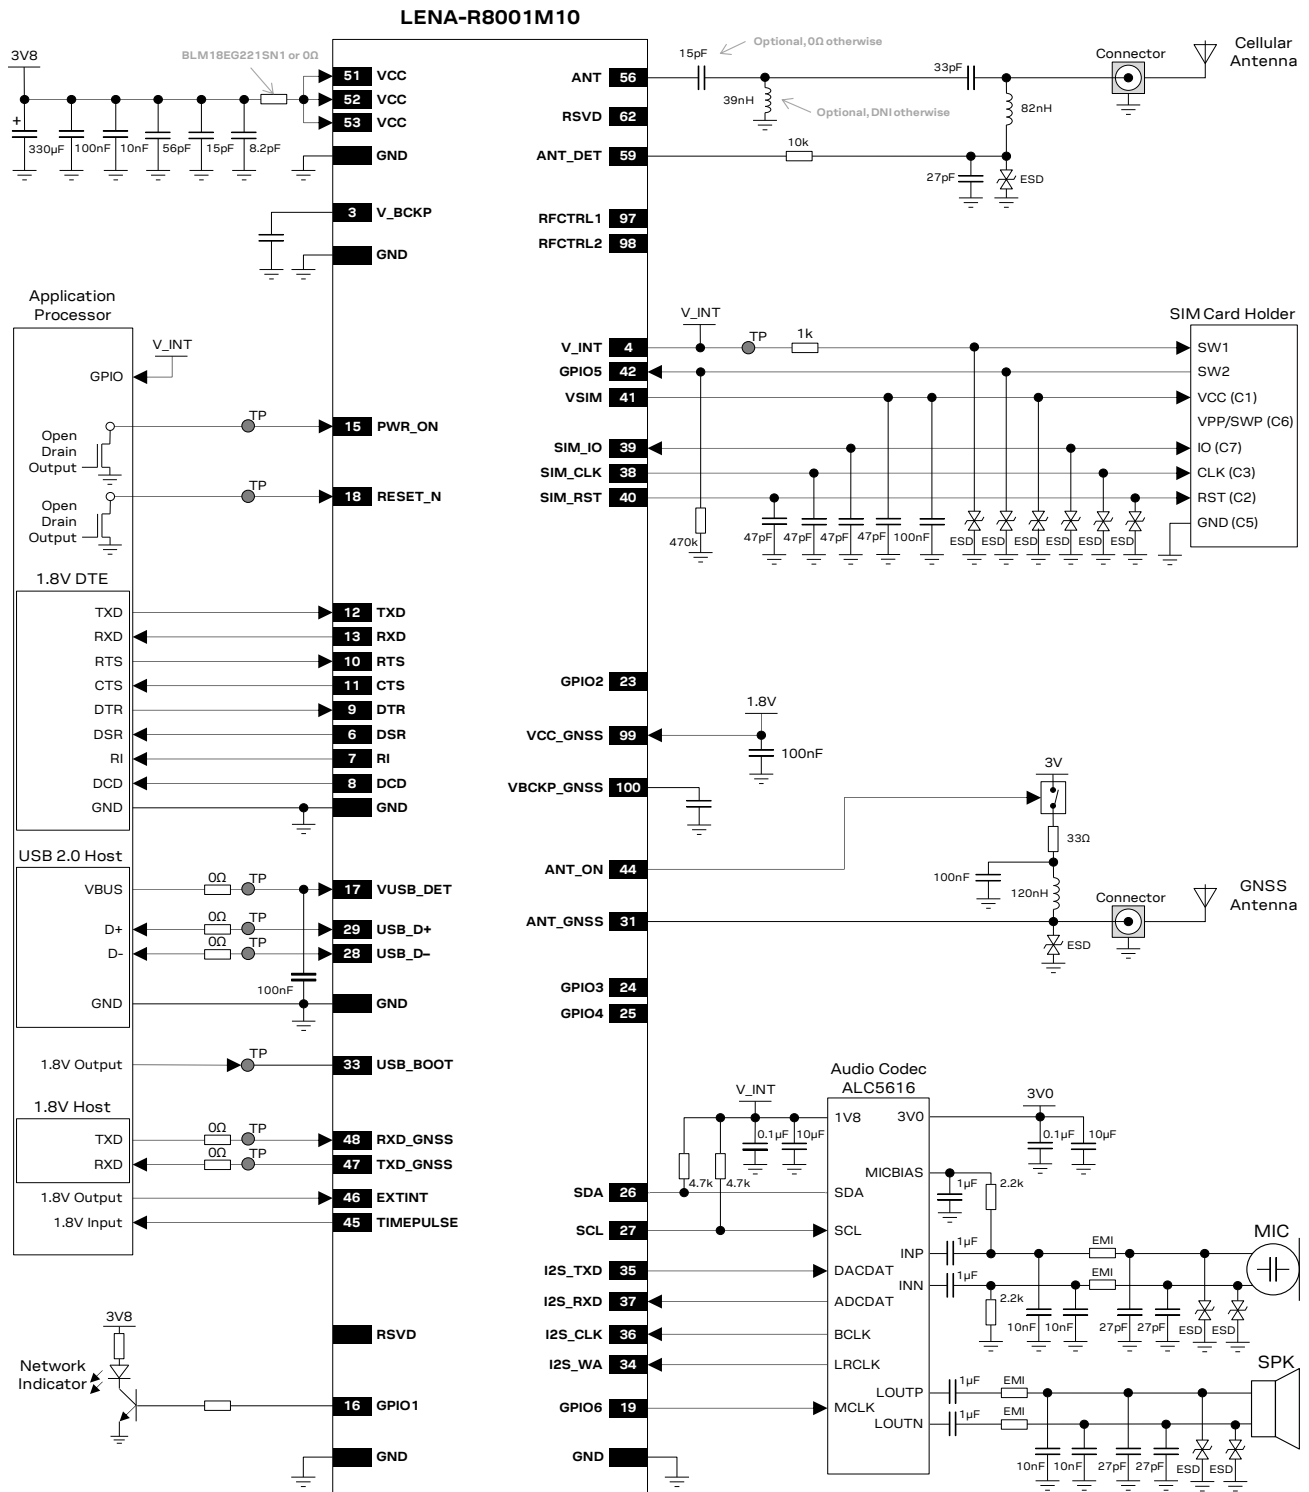 LENA-R8001M10
3V8
BLM18EG221SN1 or 0Ω
+
330µF
100nF
10nF
56pF
15pF
8.2pF
51 VCC
52 VCC
53 VCC
GND
3 V_BCKP
GND
Application
Processor
V_INT
GPIO
TP
15 PWR_ON
Open
Drain
Output
TP
18 RESET_N
Open
Drain
Output
1.8V DTE
TXD
12 TXD
RXD
13 RXD
RTS
10 RTS
CTS
11 CTS
DTR
9 DTR
DSR
6 DSR
RI
7 RI
DCD
8 DCD
GND
GND
USB 2.0 Host
VBUS
0Ω
TP
17 VUSB_DET
D+
0Ω
TP
29 USB_D+
D-
0Ω
TP
28 USB_D–
100nF
GND
GND
1.8V Output
TP
33 USB_BOOT
1.8V Host
TXD
0Ω
TP
48 RXD_GNSS
RXD
0Ω
TP
47 TXD_GNSS
1.8V Output
46 EXTINT
1.8V Input
45 TIMEPULSE
3V8
Network
Indicator
RSVD
16 GPIO1
GND
ANT 56
15pF
Optional, 0Ω otherwise
39nH
Optional, DNI otherwise
33pF
82nH
Connector
Cellular
Antenna
RSVD 62
ANT_DET 59
10k
27pF
ESD
RFCTRL1 97
RFCTRL2 98
V_INT
TP
1k
SIM Card Holder
V_INT 4
SW1
GPIO5 42
SW2
VSIM 41
VCC (C1)
VPP/SWP (C6)
SIM_IO 39
IO (C7)
SIM_CLK 38
CLK (C3)
SIM_RST 40
RST (C2)
GND (C5)
470k
47pF
47pF
47pF
47pF
100nF
ESD
ESD
ESD
ESD
ESD
ESD
GPIO2 23
1.8V
VCC_GNSS 99
100nF
VBCKP_GNSS 100
3V
33Ω
ANT_ON 44
100nF
120nH
Connector
GNSS
Antenna
ANT_GNSS 31
ESD
GPIO3 24
GPIO4 25
Audio Codec
ALC5616
V_INT
0.1µF
10µF
4.7k
4.7k
1V8
3V0
3V0
0.1µF
10µF
MICBIAS
1µF
2.2k
SDA 26
SDA
SCL 27
SCL
INP
1µF
EMI
MIC
I2S_TXD 35
DACDAT
INN
1µF
EMI
2.2k
I2S_RXD 37
ADCDAT
10nF
10nF
27pF
27pF
ESD
ESD
I2S_CLK 36
BCLK
I2S_WA 34
LRCLK
SPK
LOUTP
1µF
EMI
GPIO6 19
MCLK
LOUTN
1µF
EMI
GND
10nF
10nF
27pF
27pF
ESD
ESD